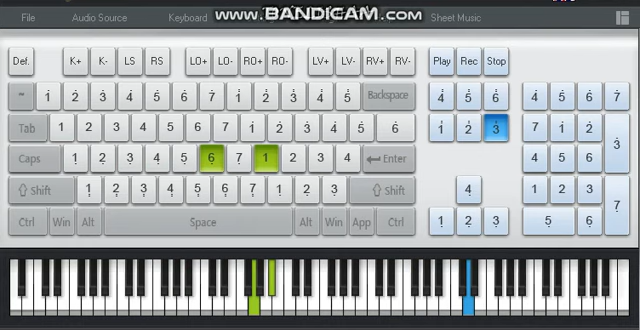 File Audio Source Keyboard www.BANDICAM.com Sheet Music
Def. K+ K- LS RS LO+ LO- RO+ RO- LV+ LV- RV+ RV- Play Rec Stop
~ 1 2 3 4 5 6 7 1 2 3 4 5 Backspace 4 5 6 4 5 6 7
Tab 1 2 3 4 5 6 7 1 2 3 4 5 6 1 2 3 7 1 2 3
Caps 1 2 3 4 5 6 7 1 2 3 4 Enter 4 5 6
Shift 1 2 3 4 5 6 7 1 2 3 Shift 4 1 2 3 7
Ctrl Win Alt Space Alt Win App Ctrl 1 2 3 5 6